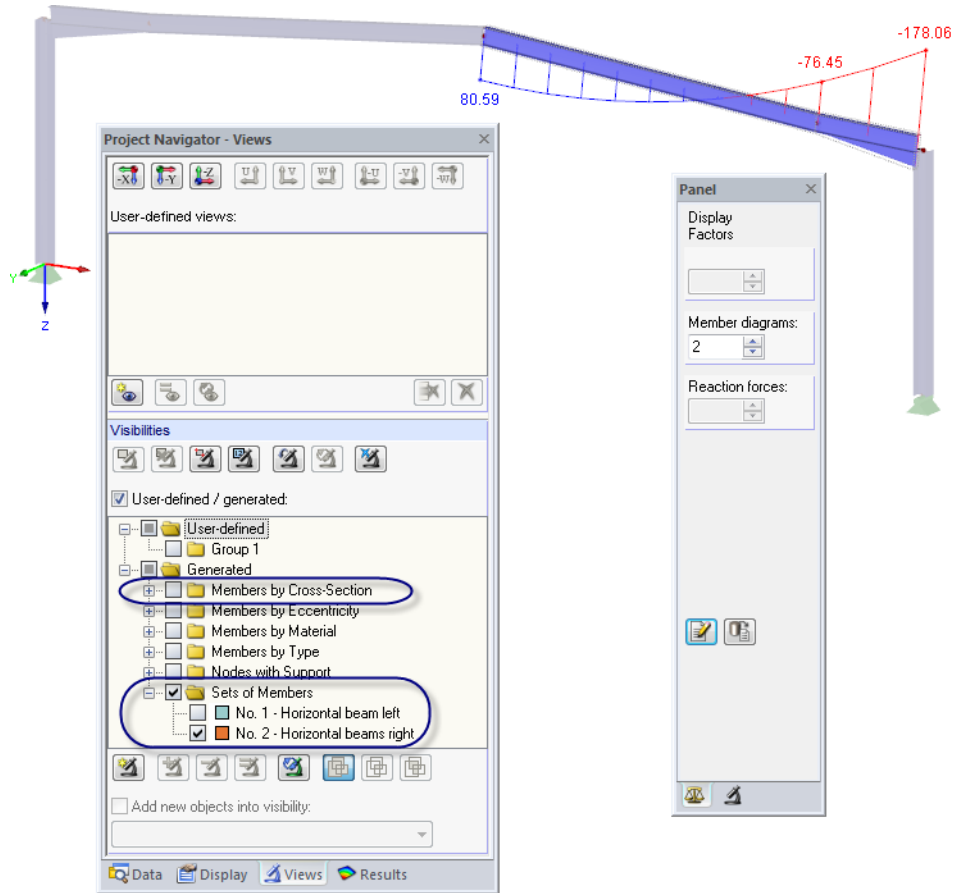 -178.06
-76.45
80.59
Y
Z
Project Navigator - Views
-X
-Y
-Z
U
V
W
-U
-V
-W
User-defined views:
Visibilities
User-defined / generated:
User-defined
Group 1
Generated
Members by Cross-Section
Members by Eccentricity
Members by Material
Members by Type
Nodes with Support
Sets of Members
No. 1 - Horizontal beam left
No. 2 - Horizontal beams right
Add new objects into visibility:
Data Display Views Results
Panel
Display
Factors
Member diagrams:
2
Reaction forces: